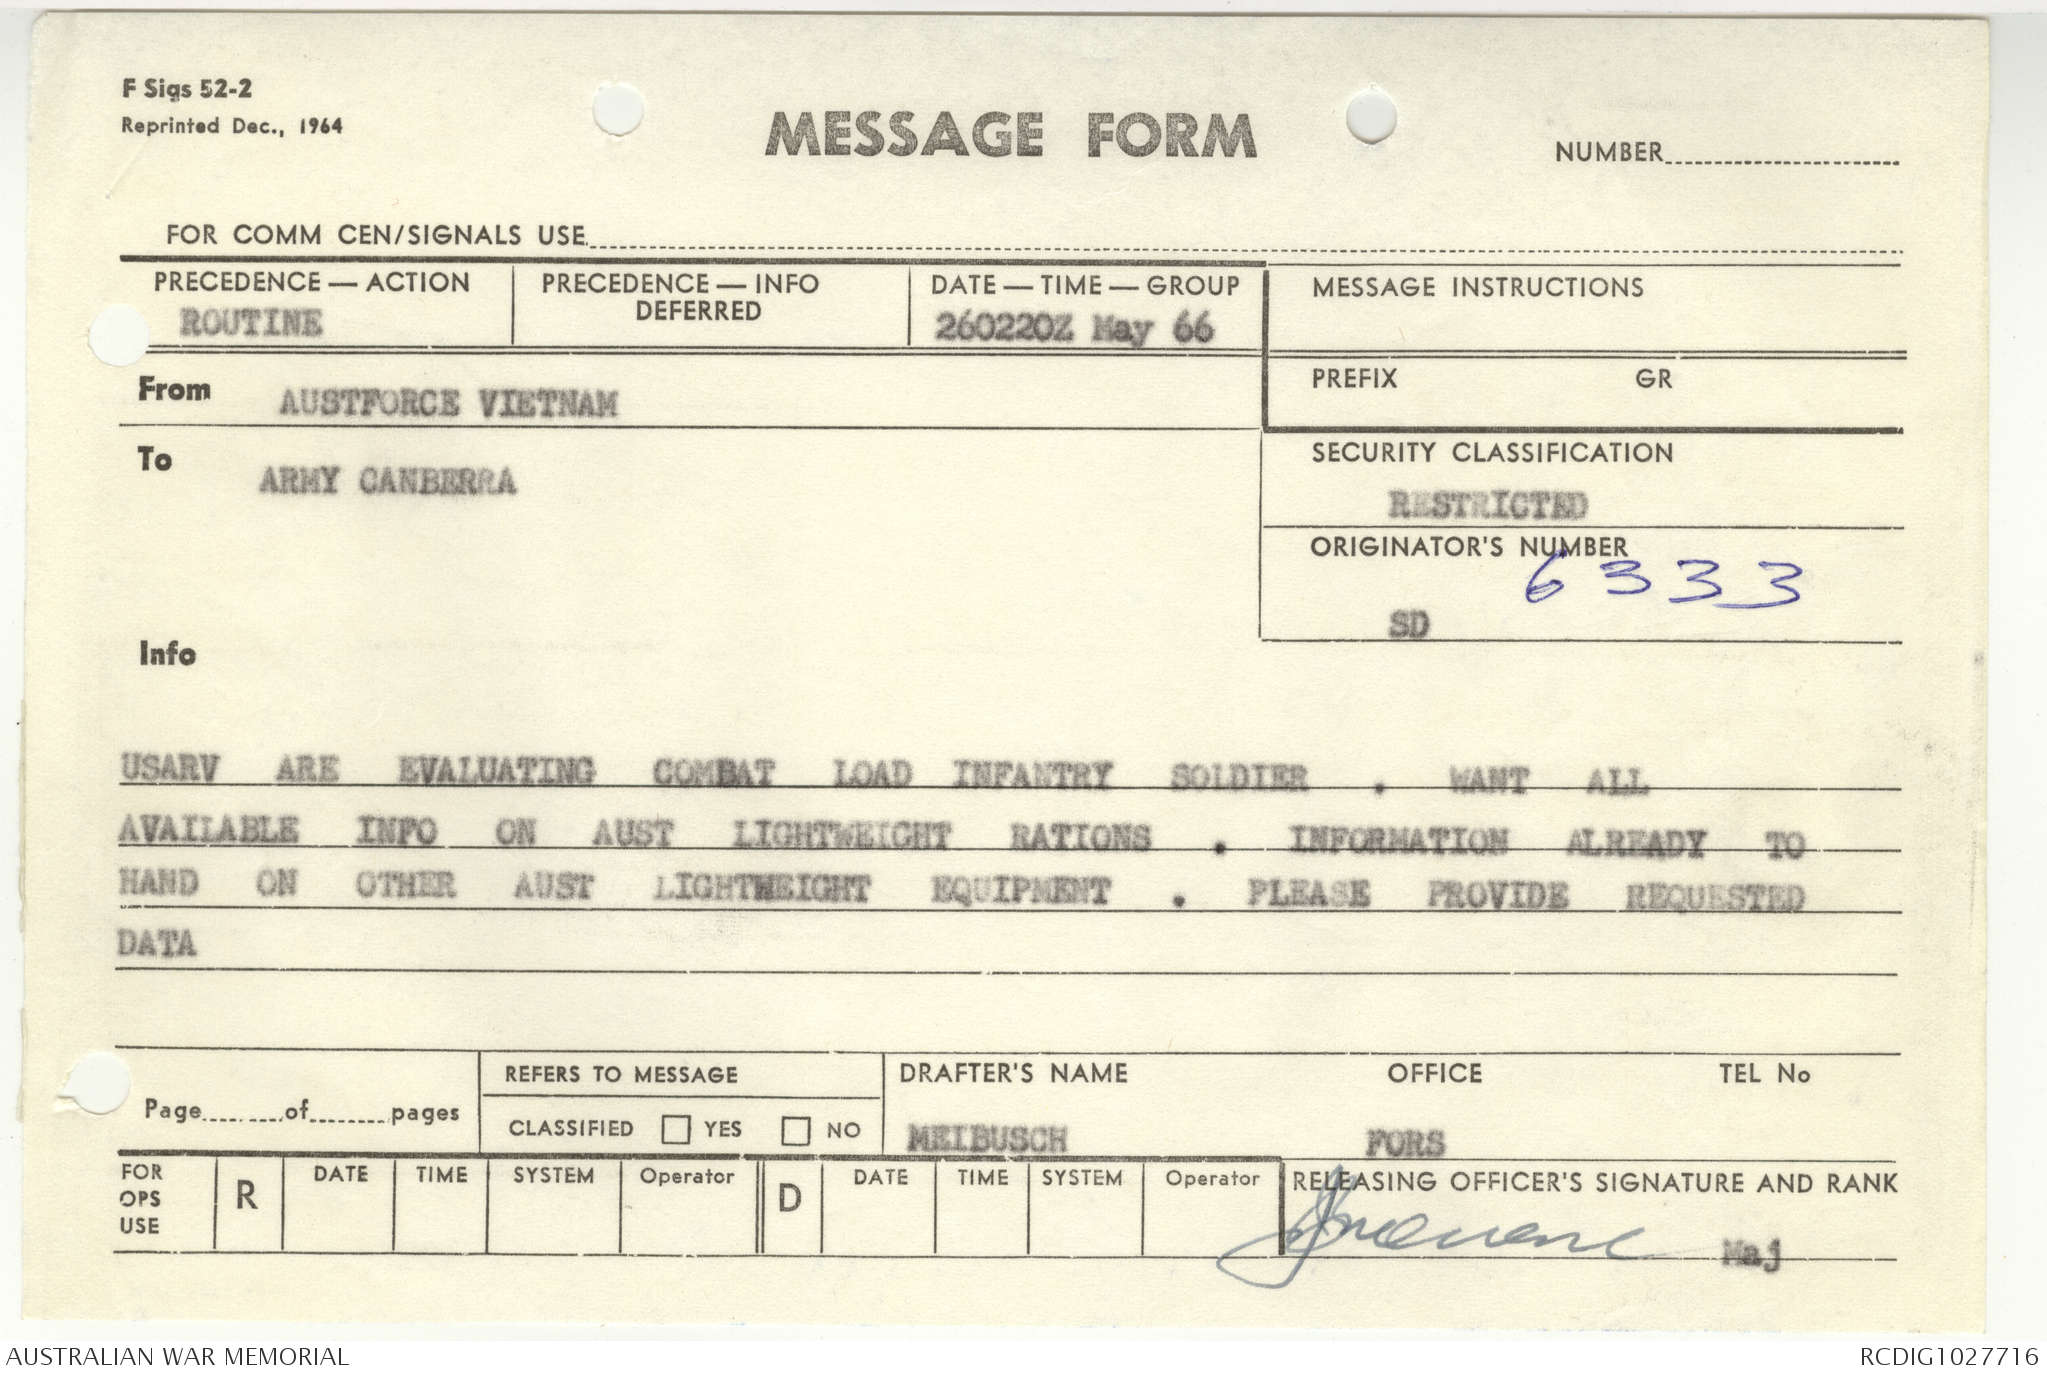 F Sigs 52-2
Reprinted Dec., 1964
MESSAGE FORM
NUMBER
FOR COMM CEN/SIGNALS USE
PRECEDENCE — ACTION
ROUTINE
PRECEDENCE — INFO
DEFERRED
DATE — TIME — GROUP
260220Z May 66
MESSAGE INSTRUCTIONS
From AUSTFORCE VIETNAM
PREFIX GR
To ARMY CANBERRA
SECURITY CLASSIFICATION
RESTRICTED
ORIGINATOR'S NUMBER
6333
SD
Info
USARV ARE EVALUATING COMBAT LOAD INFANTRY SOLDIER . WANT ALL
AVAILABLE INFO ON AUST LIGHTWEIGHT RATIONS . INFORMATION ALREADY TO
HAND ON OTHER AUST LIGHTWEIGHT EQUIPMENT . PLEASE PROVIDE REQUESTED
DATA
Page........of........pages
REFERS TO MESSAGE
CLASSIFIED YES NO
DRAFTER'S NAME OFFICE TEL No
MEIBUSCH FORS
FOR
OPS
USE
R DATE TIME SYSTEM Operator D DATE TIME SYSTEM Operator
RELEASING OFFICER'S SIGNATURE AND RANK
Maj
AUSTRALIAN WAR MEMORIAL
RCDIG1027716